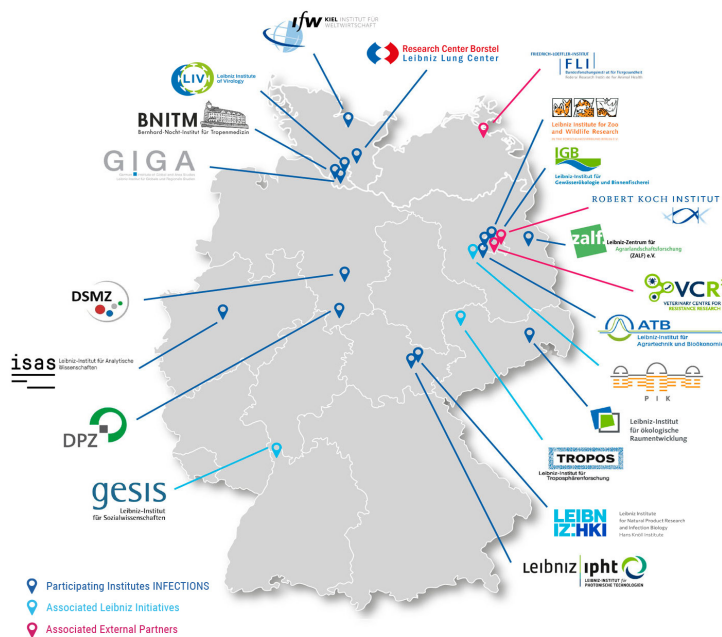 ifw KIEL INSTITUT FÜR
WELTWIRTSCHAFT
Research Center Borstel
Leibniz Lung Center
FRIEDRICH-LOEFFLER-INSTITUT
FLI
LIV
Leibniz Institute
of Virology
BNITM
Bernhard-Nocht-Institut für Tropenmedizin
Leibniz Institute for Zoo
and Wildlife Research
GIGA
IGB
Leibniz-Institut für
Gewässerökologie und Binnenfischerei
ROBERT KOCH INSTITUT
zalf
Leibniz-Zentrum für
Agrarlandschaftsforschung
(ZALF) e.V.
DSMZ
VCR
VETERINARY CENTRE FOR
RESISTANCE RESEARCH
ATB
Leibniz-Institut für
Agrartechnik und Bioökonomie
isas
Leibniz-Institut für Analytische
Wissenschaften
PIK
DPZ
Leibniz-Institut
für ökologische
Raumentwicklung
TROPOS
Leibniz-Institut für
Troposphärenforschung
gesis
Leibniz-Institut
für Sozialwissenschaften
LEIBN
IZ:HKI
Leibniz Institute
for Natural Product Research
and Infection Biology
Hans Knöll Institute
Leibniz ipht
LEIBNIZ-INSTITUT für
PHOTONISCHE TECHNOLOGIEN
Participating Institutes INFECTIONS
Associated Leibniz Initiatives
Associated External Partners